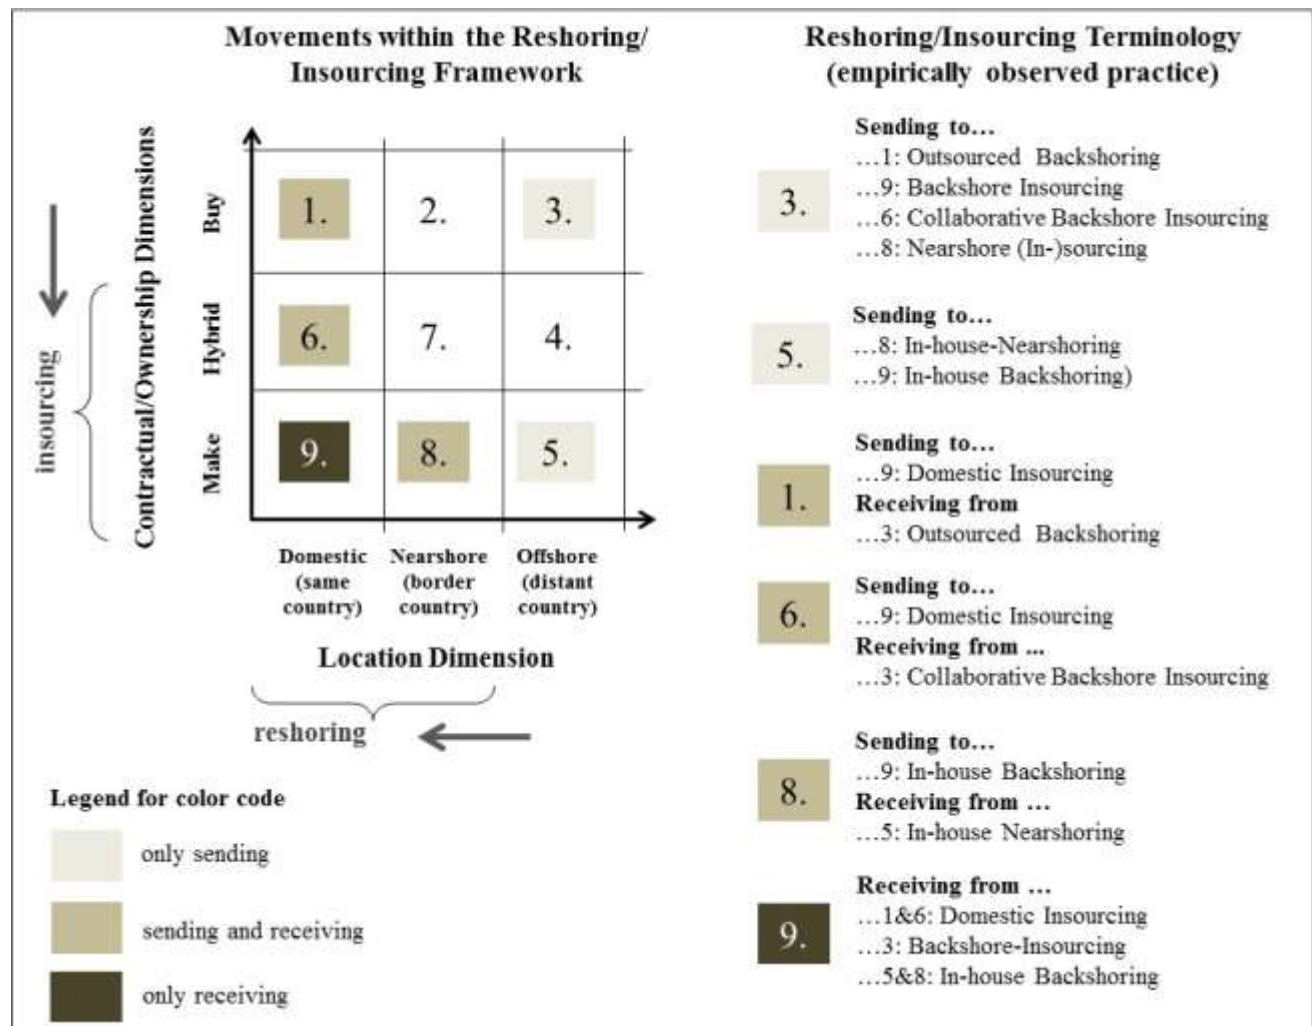 Movements within the Reshoring/
Insourcing Framework
Contractual/Ownership Dimensions
insourcing
Buy
1.
2.
3.
Hybrid
6.
7.
4.
Make
9.
8.
5.
Domestic
(same
country)
Nearshore
(border
country)
Offshore
(distant
country)
Location Dimension
reshoring
Legend for color code
only sending
sending and receiving
only receiving
Reshoring/Insourcing Terminology
(empirically observed practice)
3.
Sending to…
…1: Outsourced Backshoring
…9: Backshore Insourcing
…6: Collaborative Backshore Insourcing
…8: Nearshore (In-)sourcing
5.
Sending to…
…8: In-house-Nearshoring
…9: In-house Backshoring)
1.
Sending to…
…9: Domestic Insourcing
Receiving from
…3: Outsourced Backshoring
6.
Sending to…
…9: Domestic Insourcing
Receiving from ...
…3: Collaborative Backshore Insourcing
8.
Sending to…
…9: In-house Backshoring
Receiving from …
…5: In-house Nearshoring
9.
Receiving from …
…1&6: Domestic Insourcing
…3: Backshore-Insourcing
…5&8: In-house Backshoring